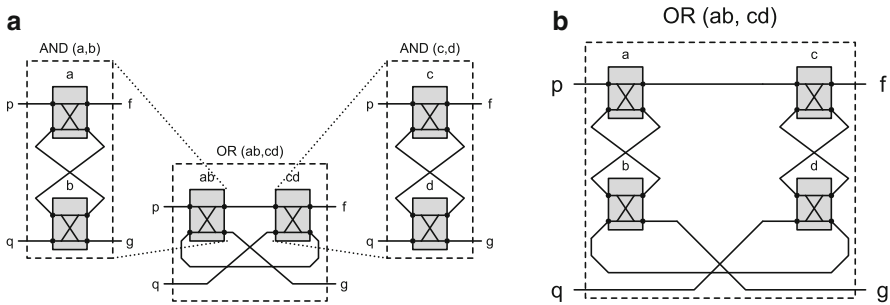 a
AND (a,b)
a
p
f
b
q
g
OR (ab,cd)
ab
cd
p
f
q
g
AND (c,d)
c
p
f
d
q
g
b
OR (ab, cd)
a
c
p
f
b
d
q
g